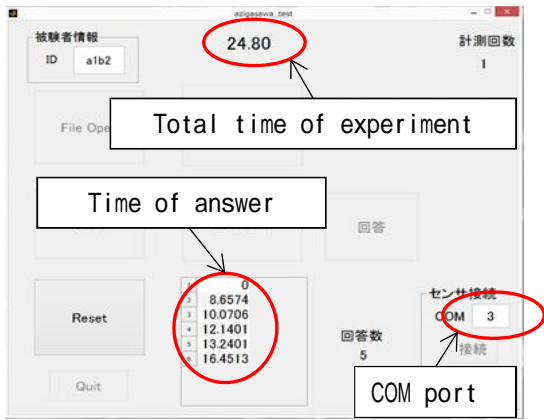 azigasawa_test
被験者情報
ID a1b2
24.80
計測回数
1
File Ope
Total time of experiment
Time of answer
回答
1 0
2 8.6574
3 10.0706
4 12.1401
5 13.2401
6 16.4513
Reset
Quit
回答数
5
センサ接続
COM 3
接続
COM port